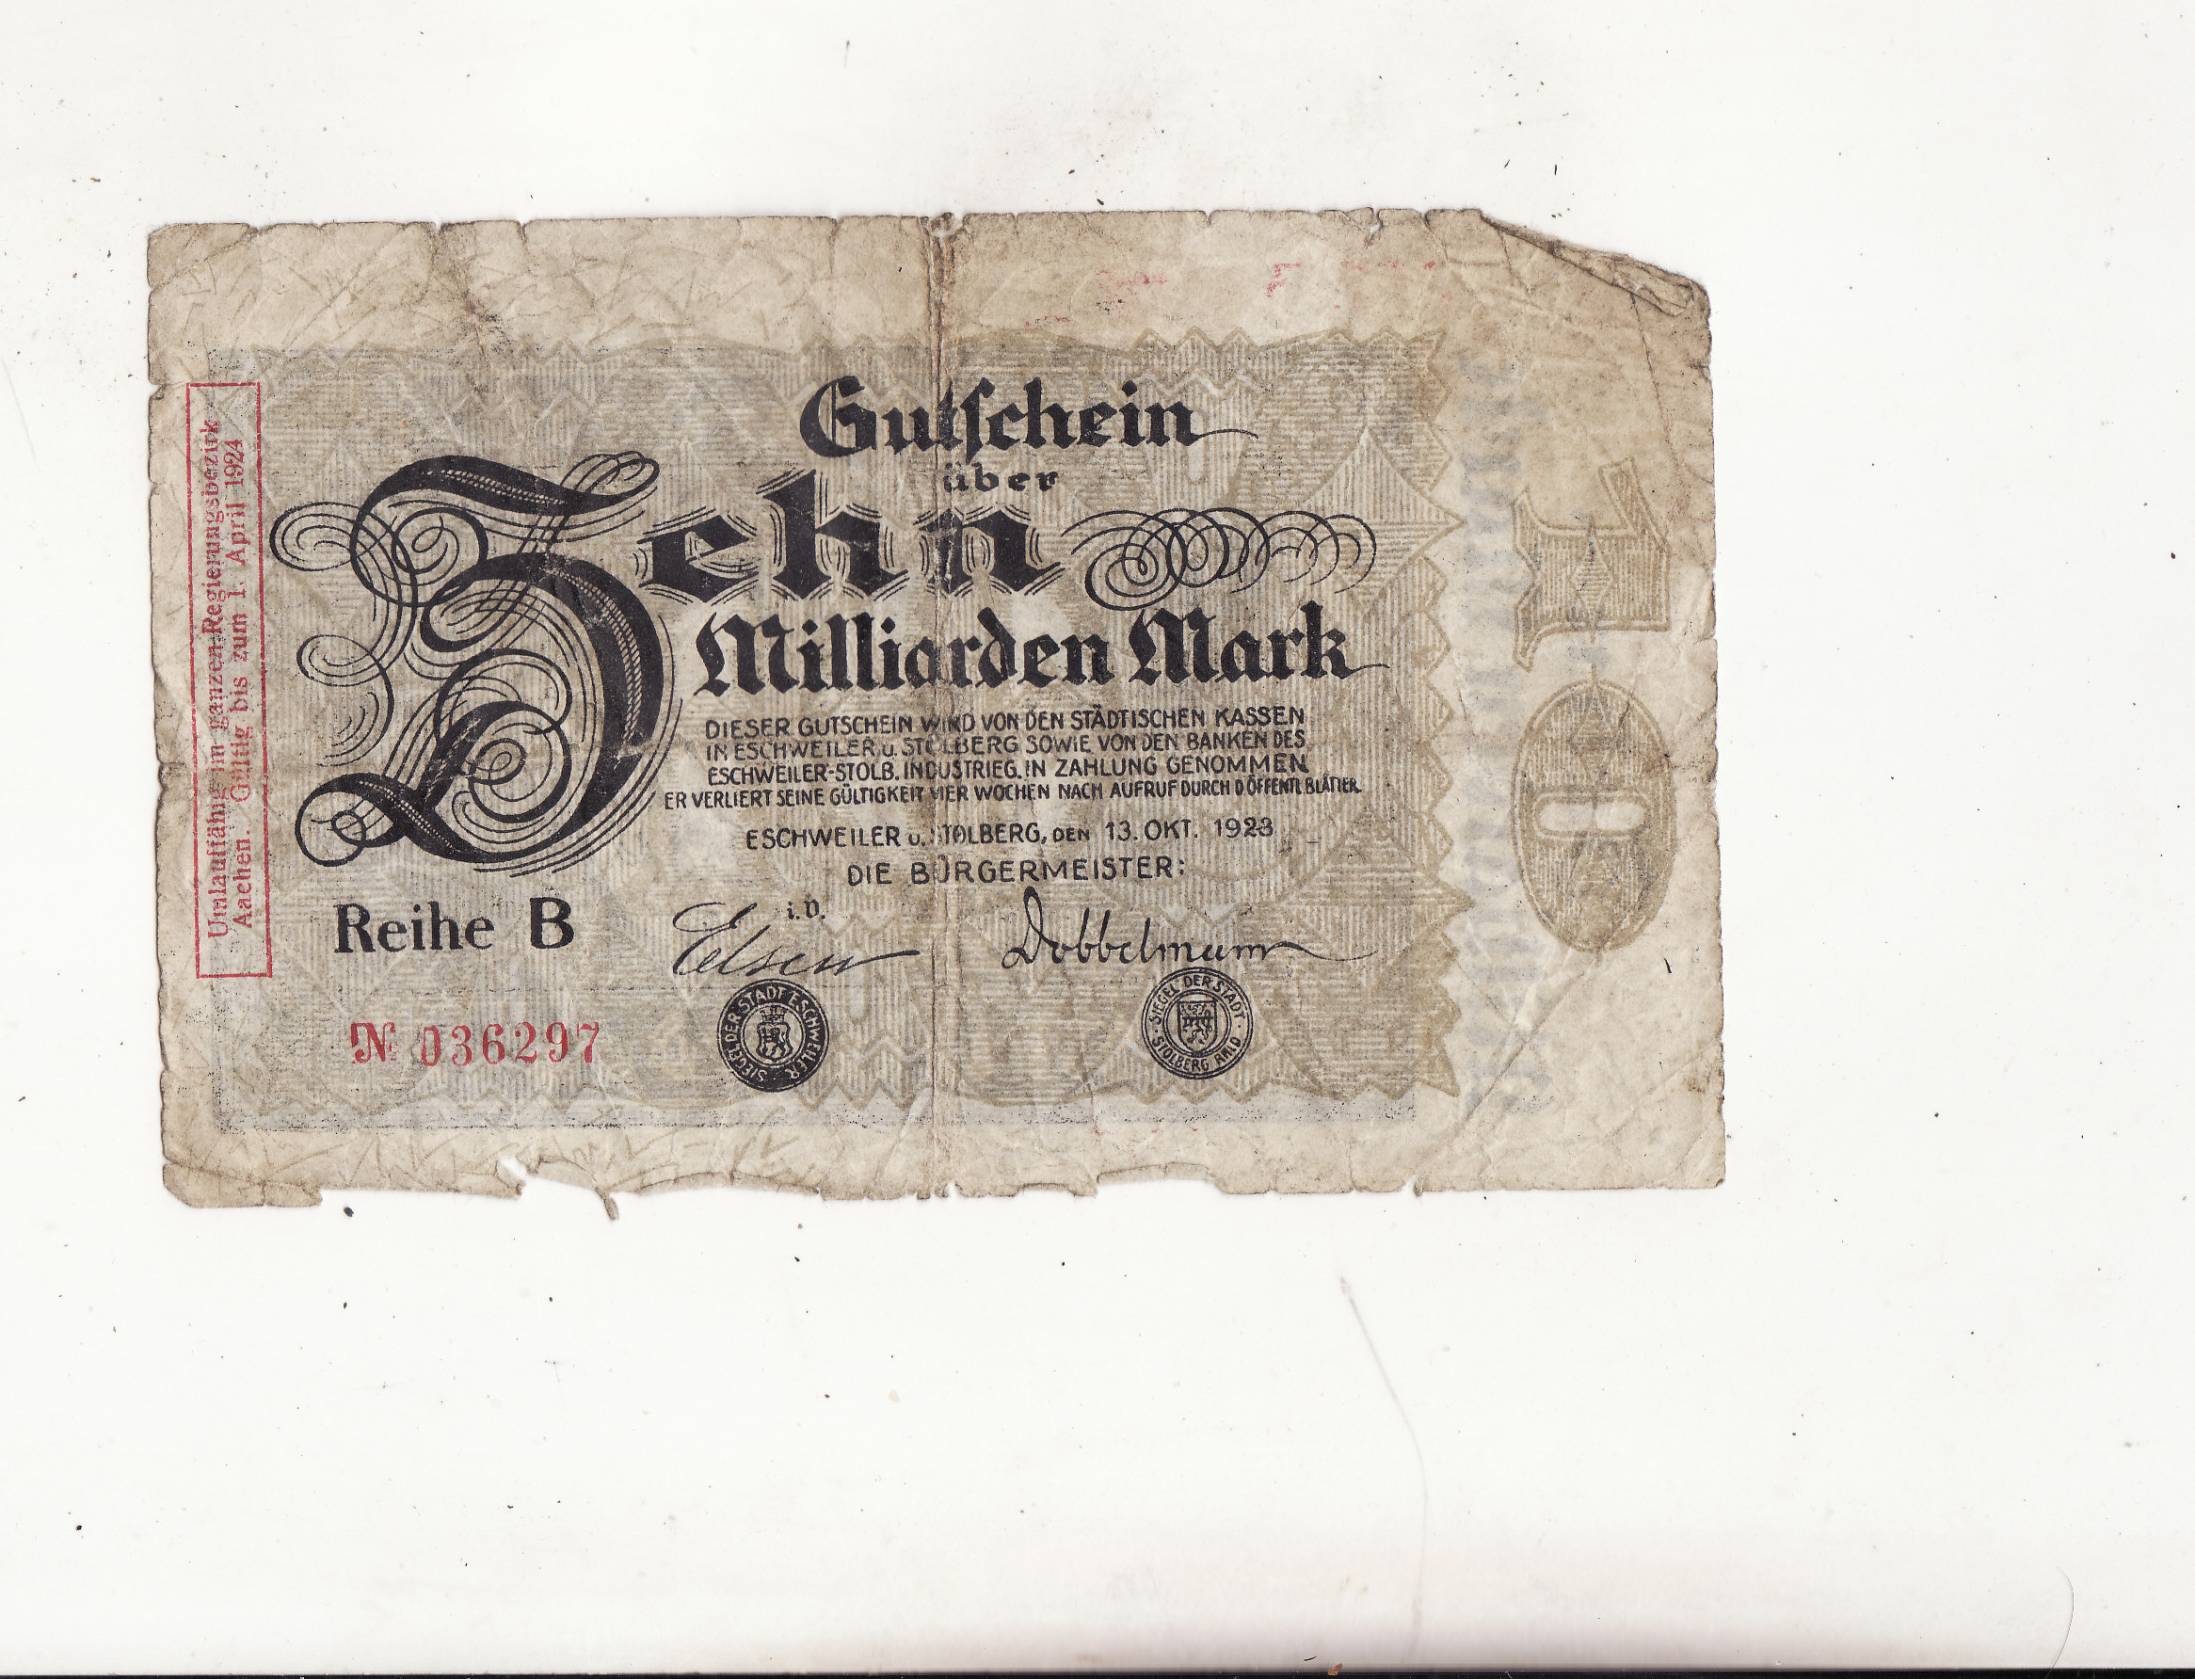 Gutschein
über
Zehn
Milliarden Mark
DIESER GUTSCHEIN WIRD VON DEN STÄDTISCHEN KASSEN
IN ESCHWEILER u. STOLBERG SOWIE VON DEN BANKEN DES
ESCHWEILER-STOLB. INDUSTRIEG. IN ZAHLUNG GENOMMEN.
ER VERLIERT SEINE GÜLTIGKEIT VIER WOCHEN NACH AUFRUF DURCH D ÖFFENTL BLÄTTER.
ESCHWEILER u. STOLBERG, DEN 13. OKT. 1923
DIE BÜRGERMEISTER:
i.V.
Elsen Dobbelmann
Reihe B
№ 036297
SIEGEL DER STADT ESCHWEILER
SIEGEL DER STADT · STOLBERG RHLD ·
Umlauffähig im ganzen Regierungsbezirk
Aachen. Gültig bis zum 1. April 1924
10